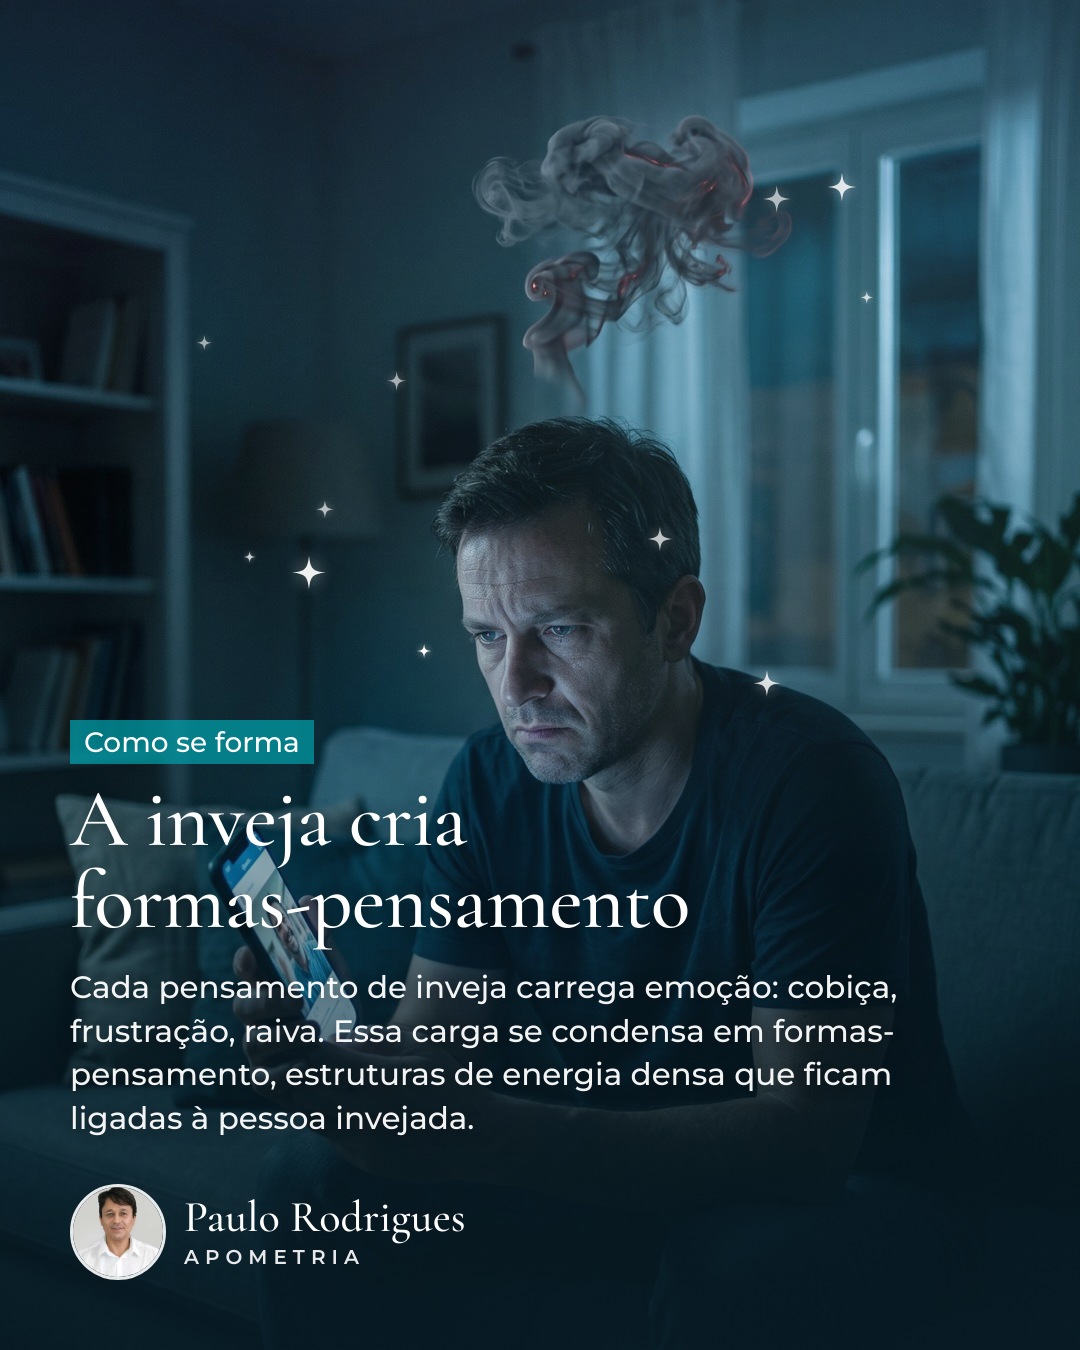 Como se forma
A inveja cria
formas-pensamento
Cada pensamento de inveja carrega emoção: cobiça,
frustração, raiva. Essa carga se condensa em formas-
pensamento, estruturas de energia densa que ficam
ligadas à pessoa invejada.
Paulo Rodrigues
APOMETRIA